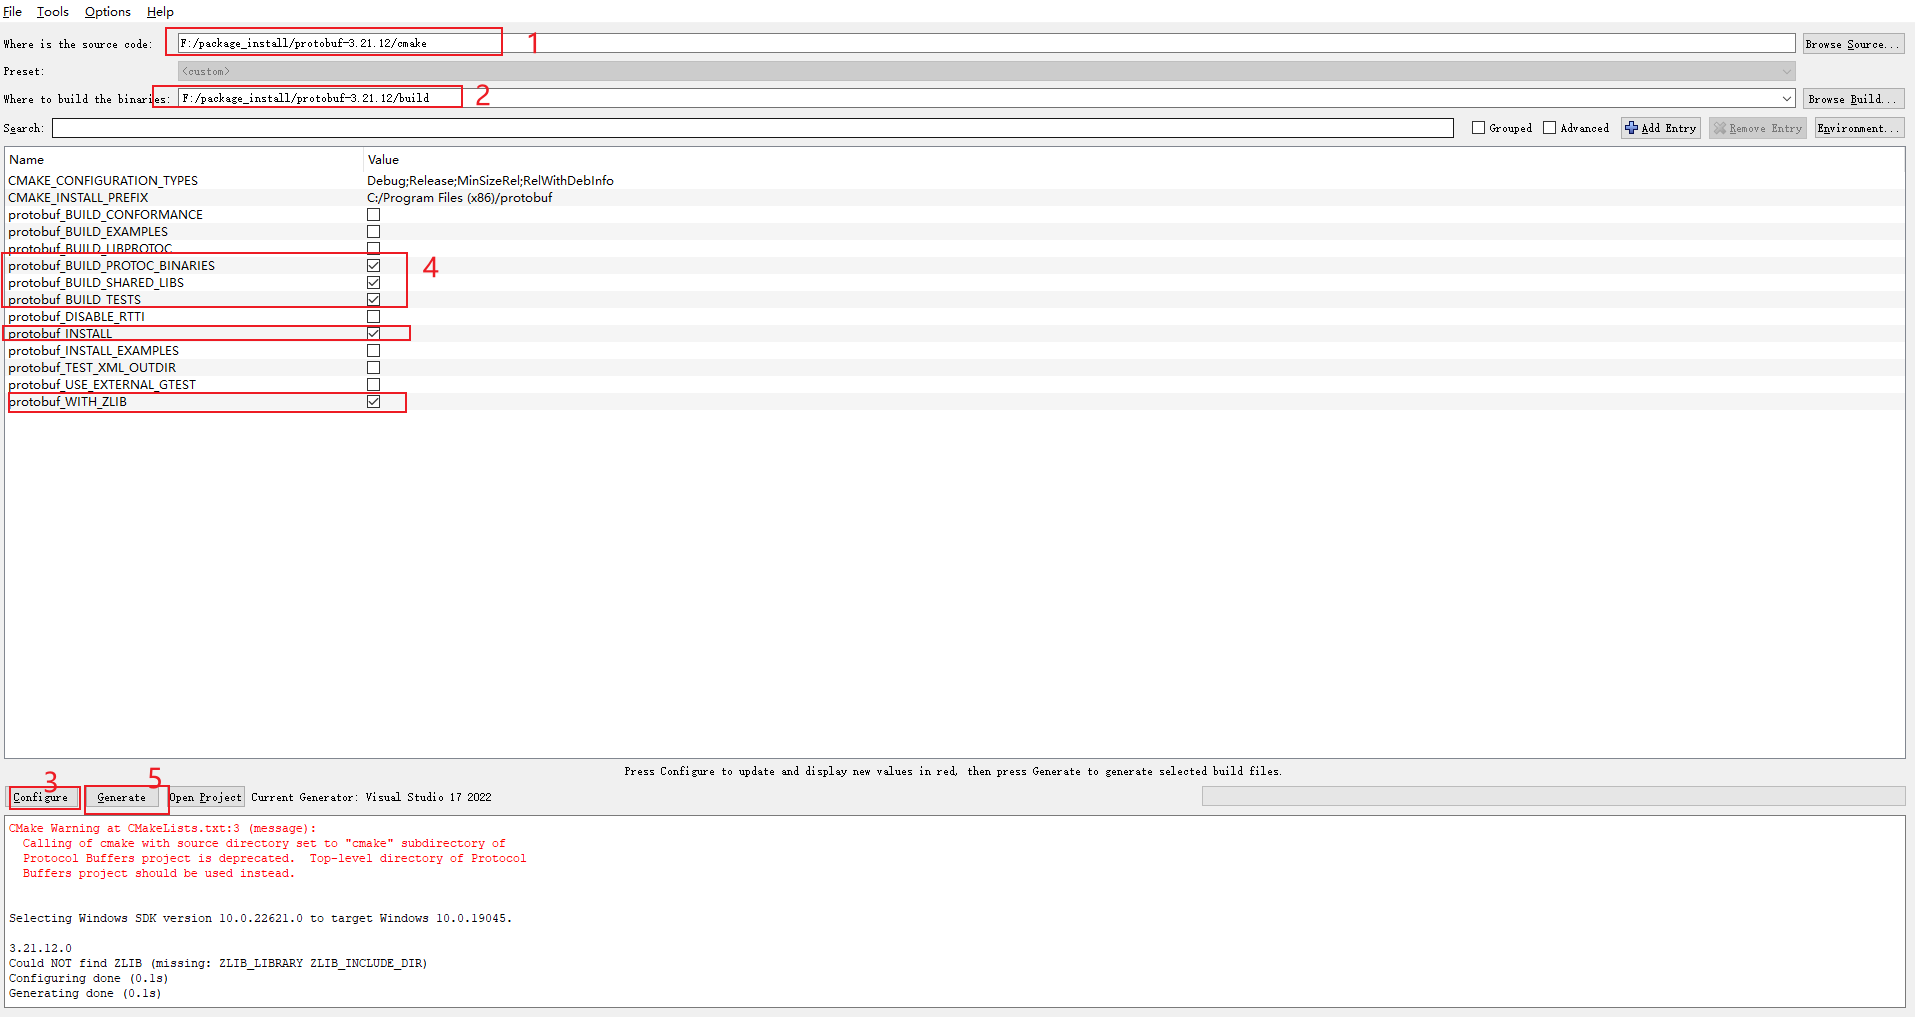 File Tools Options Help
1
Where is the source code: F:/package_install/protobuf-3.21.12/cmake Browse Source...
Preset: <custom>
2
Where to build the binaries: F:/package_install/protobuf-3.21.12/build Browse Build...
Search: Grouped Advanced Add Entry Remove Entry Environment...
Name Value
CMAKE_CONFIGURATION_TYPES Debug;Release;MinSizeRel;RelWithDebInfo
CMAKE_INSTALL_PREFIX C:/Program Files (x86)/protobuf
protobuf_BUILD_CONFORMANCE
protobuf_BUILD_EXAMPLES
protobuf_BUILD_LIBPROTOC
protobuf_BUILD_PROTOC_BINARIES 4
protobuf_BUILD_SHARED_LIBS
protobuf_BUILD_TESTS
protobuf_DISABLE_RTTI
protobuf_INSTALL
protobuf_INSTALL_EXAMPLES
protobuf_TEST_XML_OUTDIR
protobuf_USE_EXTERNAL_GTEST
protobuf_WITH_ZLIB
Press Configure to update and display new values in red, then press Generate to generate selected build files.
3 5
Configure Generate Open Project Current Generator: Visual Studio 17 2022
CMake Warning at CMakeLists.txt:3 (message):
Calling of cmake with source directory set to "cmake" subdirectory of
Protocol Buffers project is deprecated. Top-level directory of Protocol
Buffers project should be used instead.
Selecting Windows SDK version 10.0.22621.0 to target Windows 10.0.19045.
3.21.12.0
Could NOT find ZLIB (missing: ZLIB_LIBRARY ZLIB_INCLUDE_DIR)
Configuring done (0.1s)
Generating done (0.1s)